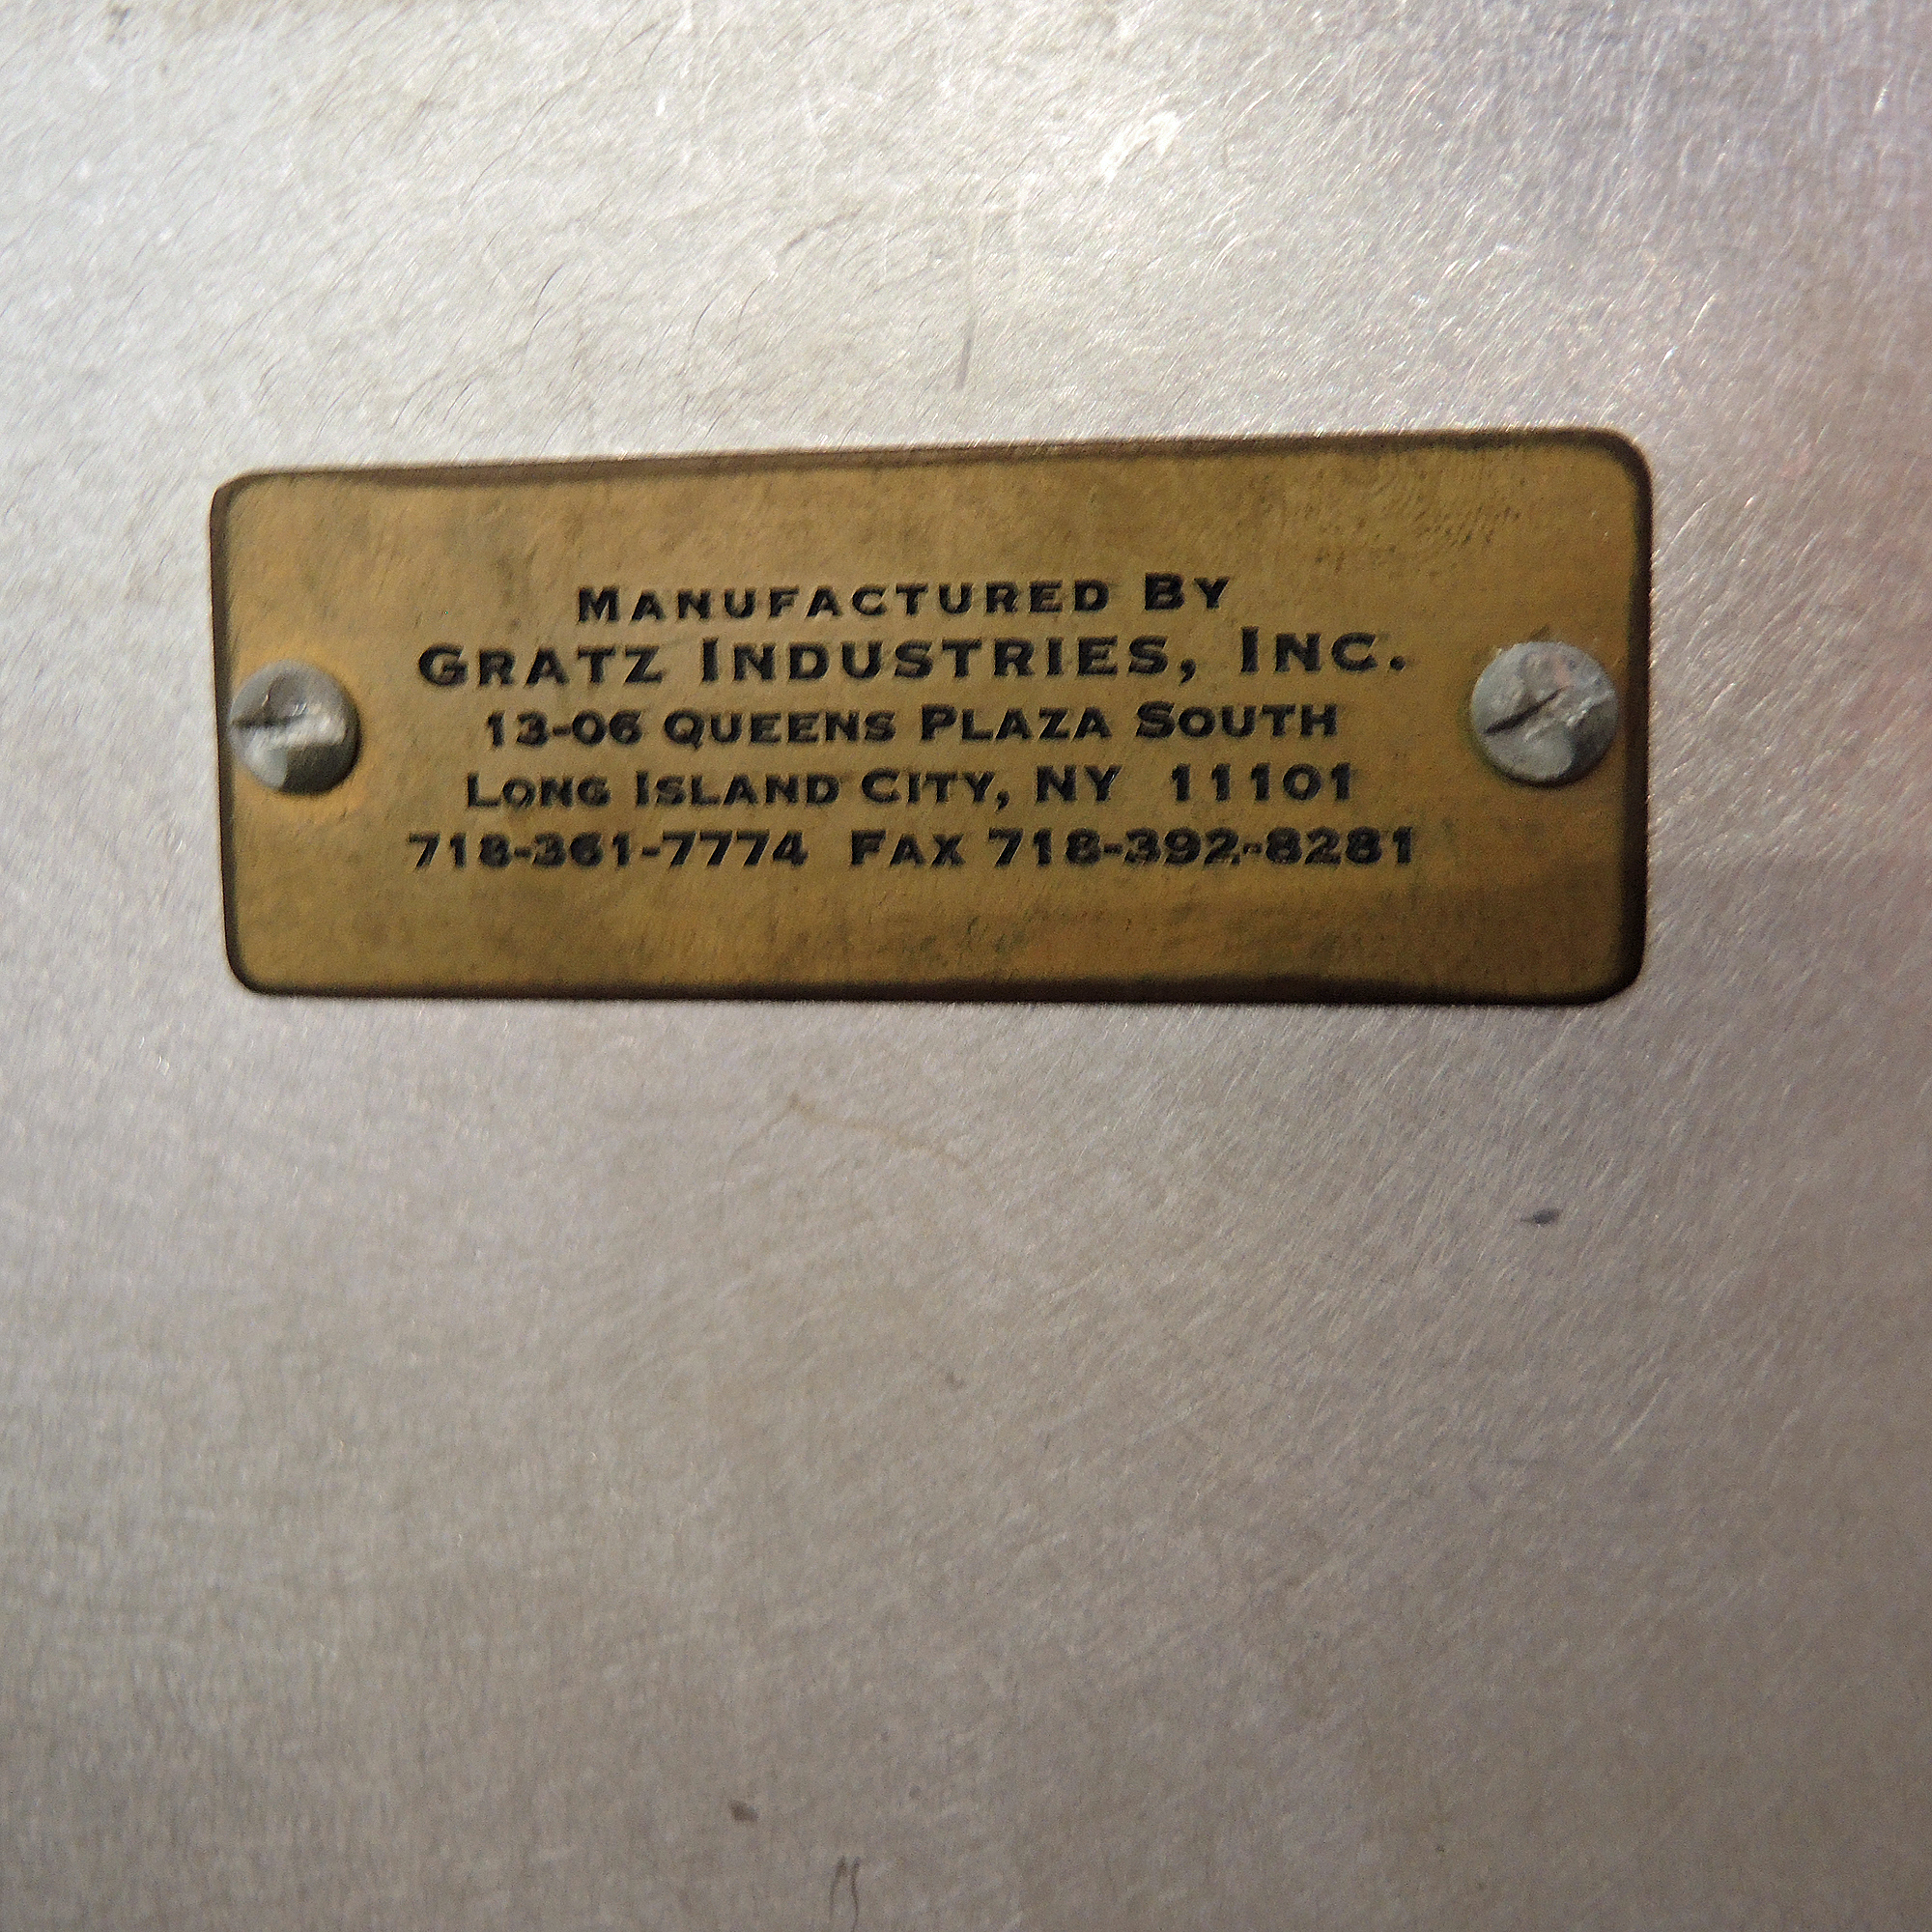 MANUFACTURED BY
GRATZ INDUSTRIES, INC.
13-06 QUEENS PLAZA SOUTH
LONG ISLAND CITY, NY 11101
718-361-7774 FAX 718-392-8281